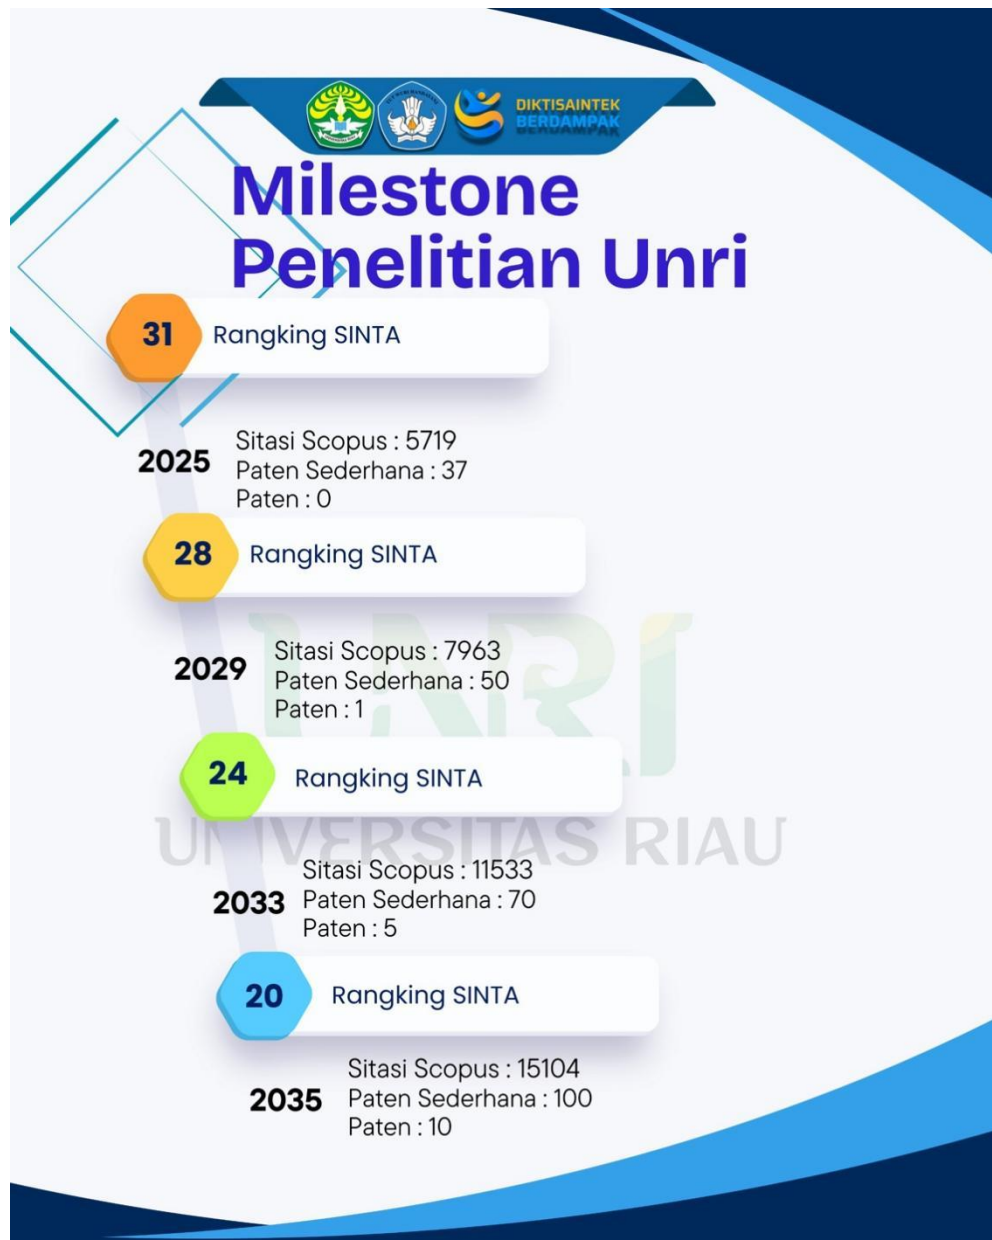 DIKTISAINTEK
BERDAMPAK
Milestone
Penelitian Unri
31
Rangking SINTA
2025
Sitasi Scopus : 5719
Paten Sederhana : 37
Paten : 0
28
Rangking SINTA
2029
Sitasi Scopus : 7963
Paten Sederhana : 50
Paten : 1
24
Rangking SINTA
UNRI
UNIVERSITAS RIAU
2033
Sitasi Scopus : 11533
Paten Sederhana : 70
Paten : 5
20
Rangking SINTA
2035
Sitasi Scopus : 15104
Paten Sederhana : 100
Paten : 10